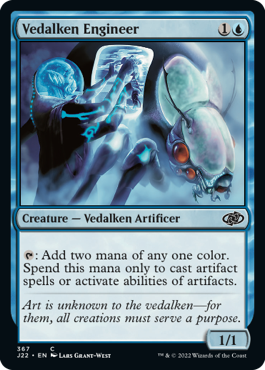 Vedalken Engineer 1
Creature — Vedalken Artificer
: Add two mana of any one color.
Spend this mana only to cast artifact
spells or activate abilities of artifacts.
Art is unknown to the vedalken—for
them, all creations must serve a purpose.
1/1
367 C
J22 • EN Lars Grant-West
™ & © 2022 Wizards of the Coast